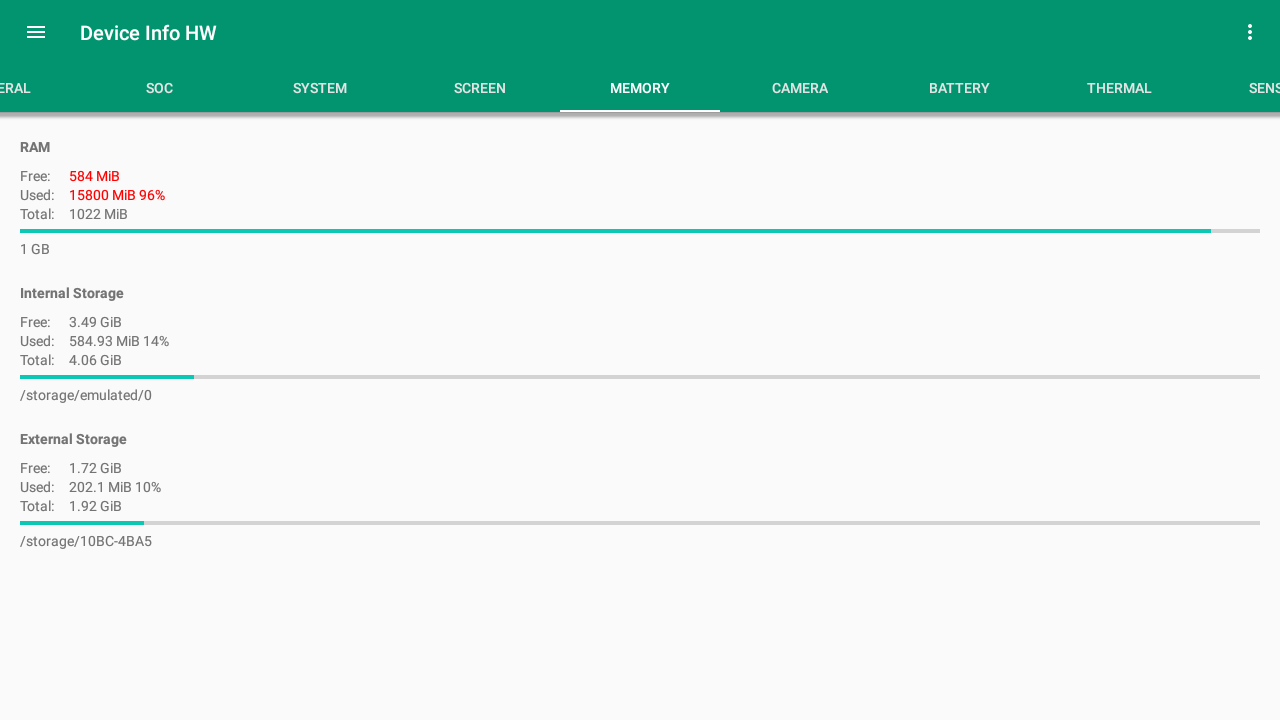 Device Info HW
ERAL SOC SYSTEM SCREEN MEMORY CAMERA BATTERY THERMAL SENS
RAM
Free: 584 MiB
Used: 15800 MiB 96%
Total: 1022 MiB
1 GB
Internal Storage
Free: 3.49 GiB
Used: 584.93 MiB 14%
Total: 4.06 GiB
/storage/emulated/0
External Storage
Free: 1.72 GiB
Used: 202.1 MiB 10%
Total: 1.92 GiB
/storage/10BC-4BA5